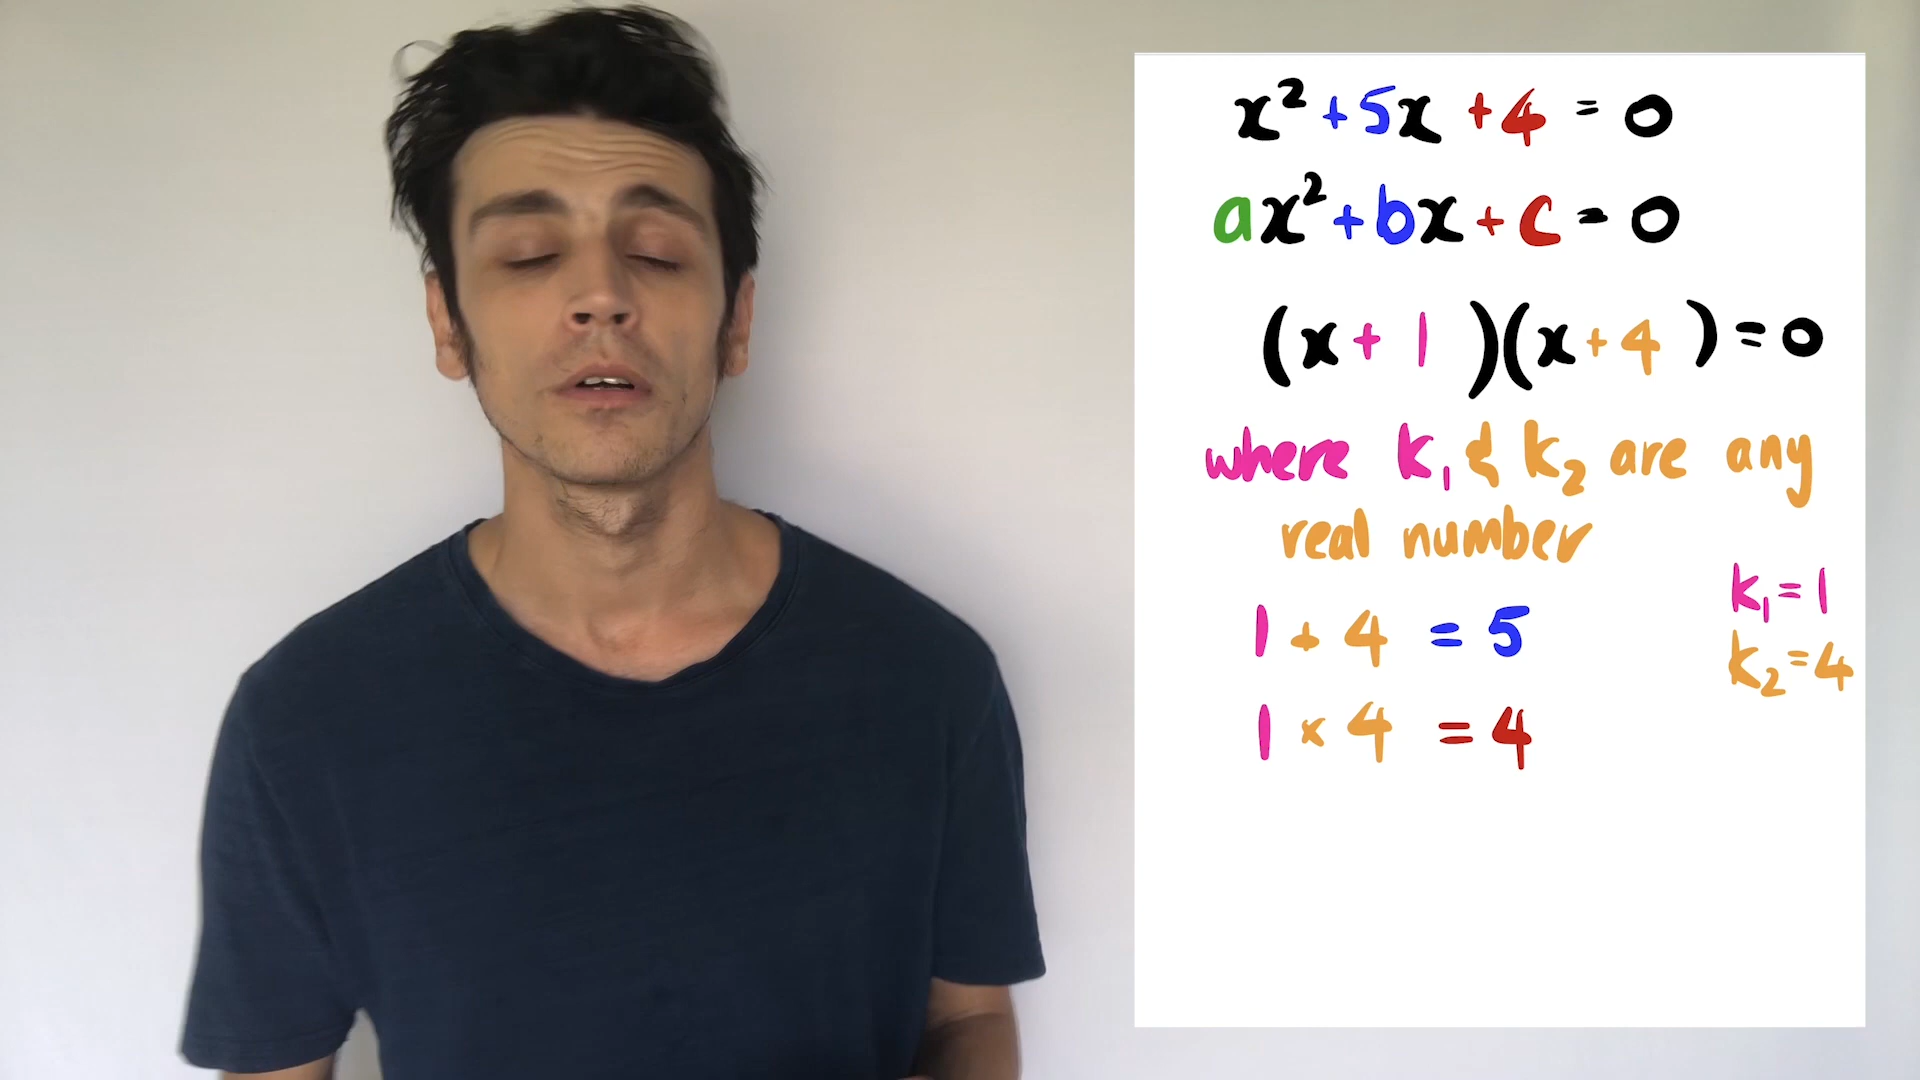 x² + 5x + 4 = 0
ax² + bx + c = 0
(x + 1 )(x + 4 ) = 0
where k₁ & k₂ are any
real number
k₁ = 1
1 + 4 = 5
k₂ = 4
1 × 4 = 4